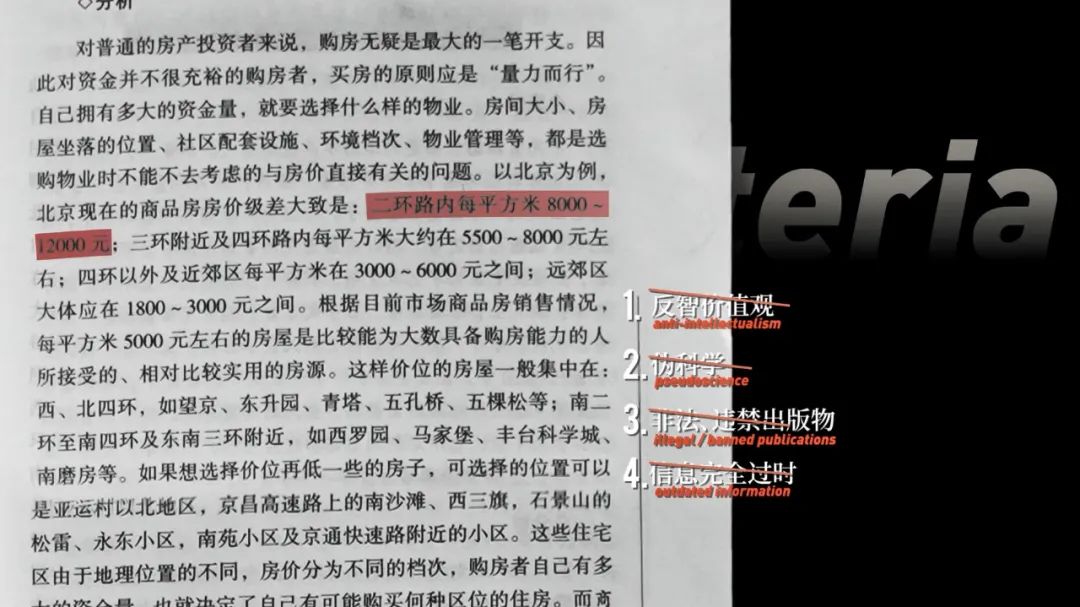 ◇分析
对普通的房产投资者来说，购房无疑是最大的一笔开支。因
此对资金并不很充裕的购房者，买房的原则应是“量力而行”。
自己拥有多大的资金量，就要选择什么样的物业。房间大小、房
屋坐落的位置、社区配套设施、环境档次、物业管理等，都是选
购物业时不能不去考虑的与房价直接有关的问题。以北京为例，
北京现在的商品房房价级差大致是：二环路内每平方米 8000～
12000 元；三环附近及四环路内每平方米大约在 5500～8000 元左
右；四环以外及近郊区每平方米在 3000～6000 元之间；远郊区
大体应在 1800～3000 元之间。根据目前市场商品房销售情况，
每平方米 5000 元左右的房屋是比较能为大数具备购房能力的人
所接受的、相对比较实用的房源。这样价位的房屋一般集中在：
西、北四环，如望京、东升园、青塔、五孔桥、五棵松等；南二
环至南四环及东南三环附近，如西罗园、马家堡、丰台科学城、
南磨房等。如果想选择价位再低一些的房子，可选择的位置可以
是亚运村以北地区，京昌高速路上的南沙滩、西三旗，石景山的
松雷、永东小区，南苑小区及京通快速路附近的小区。这些住宅
区由于地理位置的不同，房价分为不同的档次，购房者自己有多
大的资金量，也就决定了自己有可能购买何种区位的住房。而商
teria
1. 反智价值观
anti-intellectualism
2. 伪科学
pseudoscience
3. 非法、违禁出版物
illegal / banned publications
4. 信息完全过时
outdated information